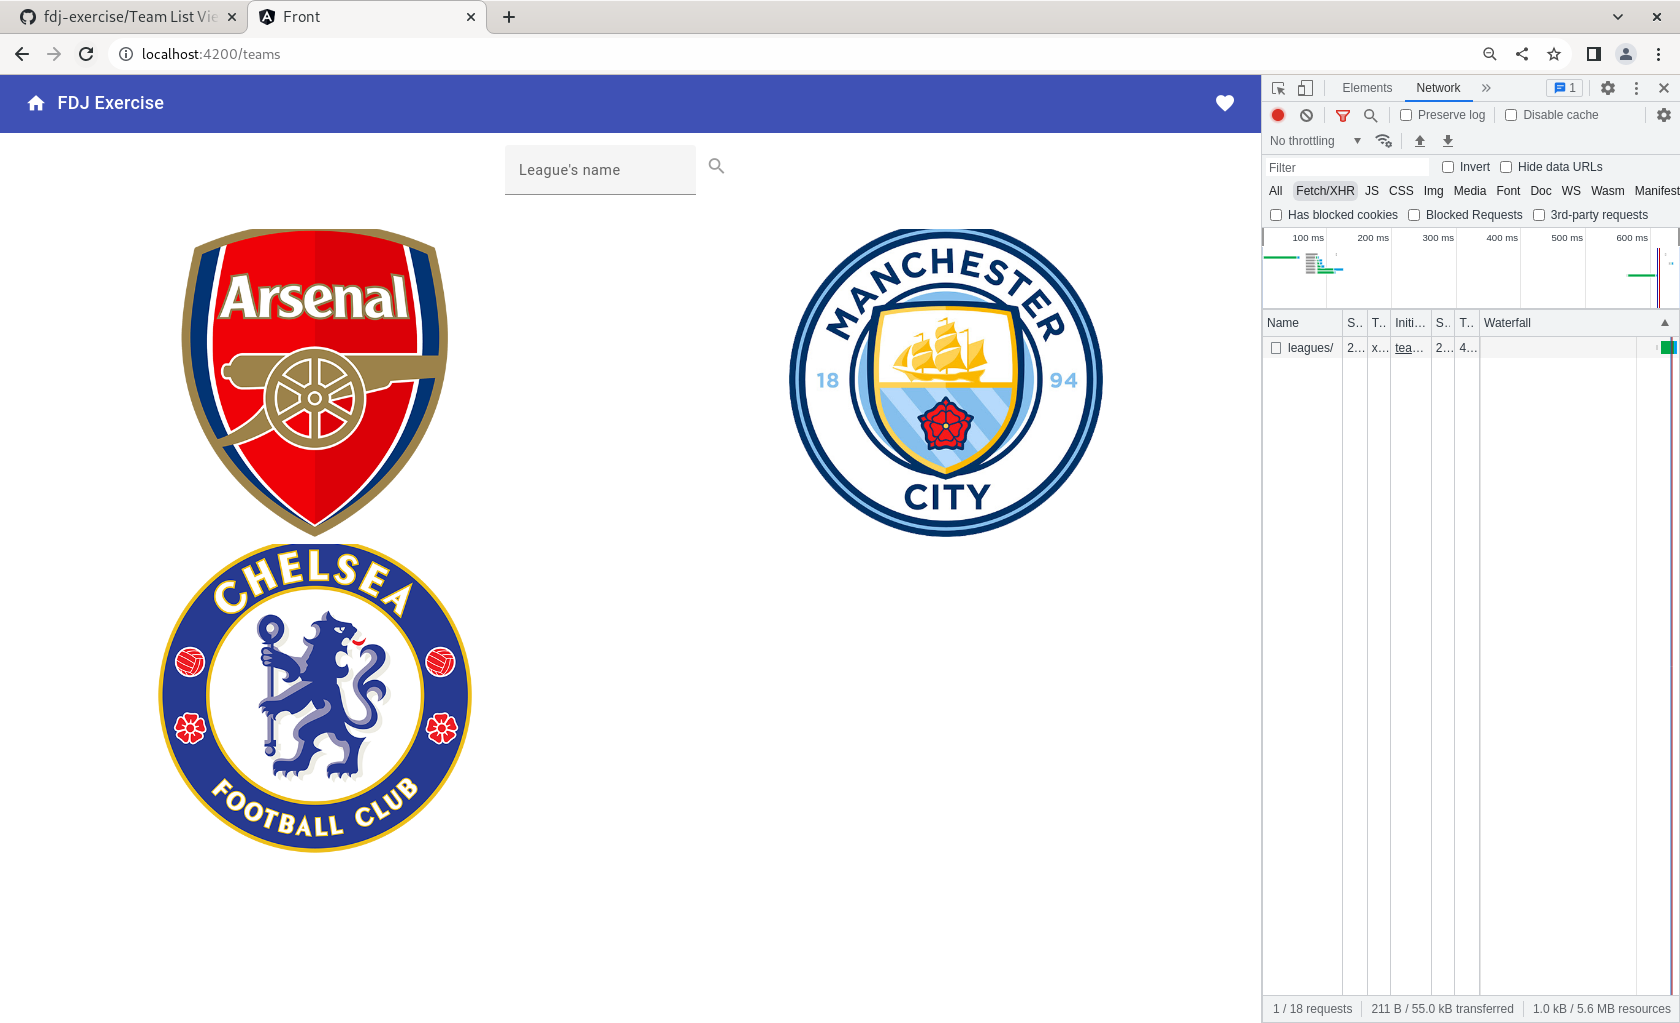 fdj-exercise/Team List Vie
Front
localhost:4200/teams
FDJ Exercise
League's name
Arsenal
MANCHESTER
18
94
CITY
CHELSEA
FOOTBALL CLUB
Elements
Network
1
Preserve log
Disable cache
No throttling
Filter
Invert
Hide data URLs
All
Fetch/XHR
JS
CSS
Img
Media
Font
Doc
WS
Wasm
Manifest
Has blocked cookies
Blocked Requests
3rd-party requests
100 ms
200 ms
300 ms
400 ms
500 ms
600 ms
Name
S..
T..
Initi...
S..
T..
Waterfall
leagues/
2...
x...
tea...
2...
4...
1 / 18 requests
211 B / 55.0 kB transferred
1.0 kB / 5.6 MB resources